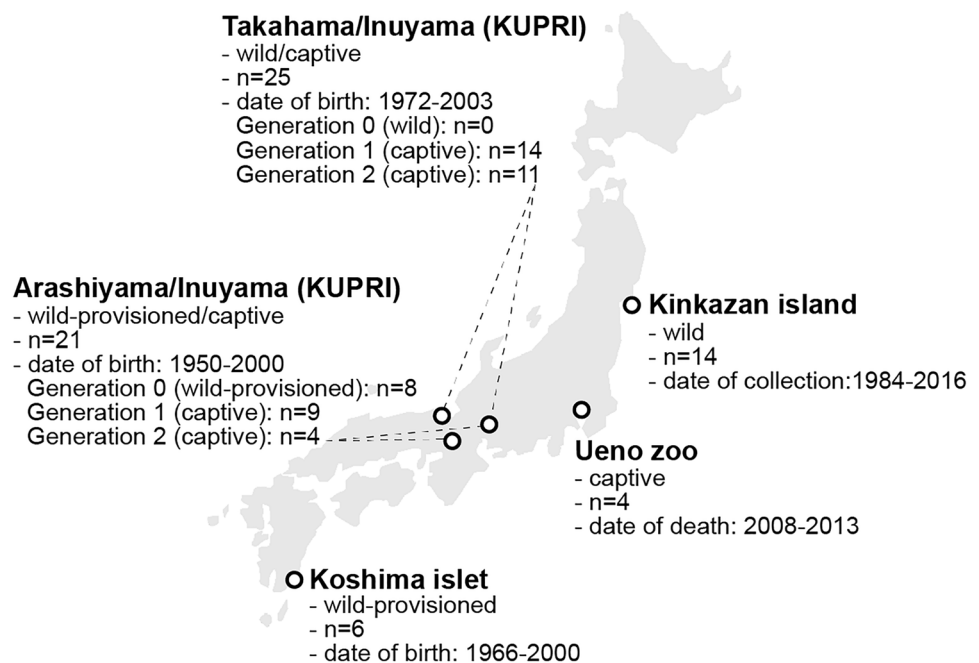 Takahama/Inuyama (KUPRI)
- wild/captive
- n=25
- date of birth: 1972-2003
Generation 0 (wild): n=0
Generation 1 (captive): n=14
Generation 2 (captive): n=11
Arashiyama/Inuyama (KUPRI)
- wild-provisioned/captive
- n=21
- date of birth: 1950-2000
Generation 0 (wild-provisioned): n=8
Generation 1 (captive): n=9
Generation 2 (captive): n=4
Kinkazan island
- wild
- n=14
- date of collection:1984-2016
Ueno zoo
- captive
- n=4
- date of death: 2008-2013
Koshima islet
- wild-provisioned
- n=6
- date of birth: 1966-2000